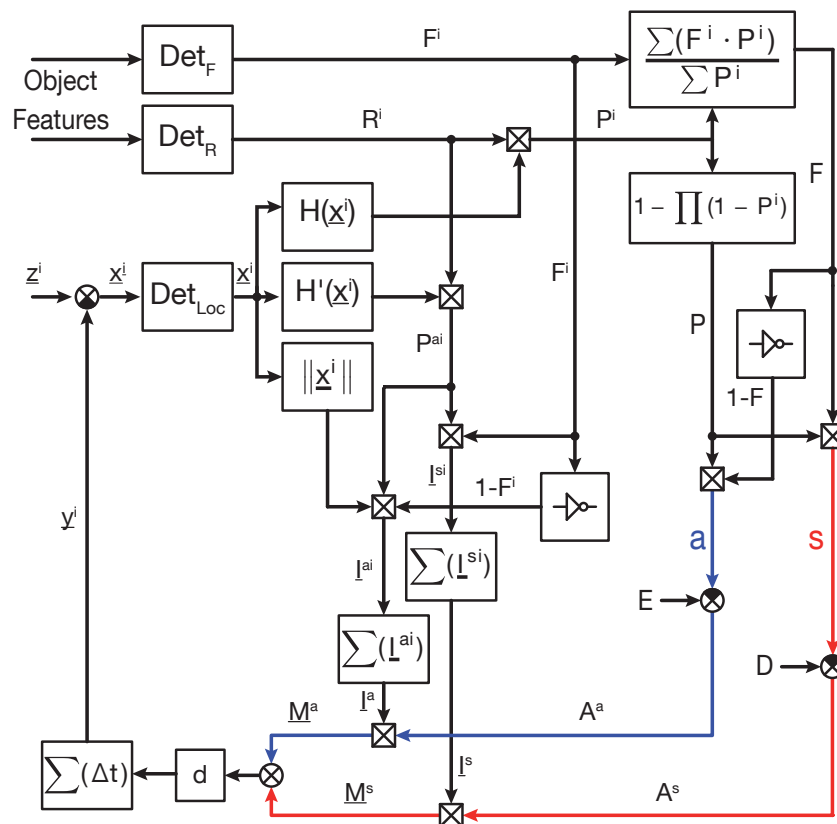 Object
Features
Det_F
F^i
∑(F^i · P^i)
∑ P^i
Det_R
R^i
P^i
F
H(x̲^i)
1 − ∏(1 − P^i)
z̲^i
x̲^i
Det_Loc
x̲^i
H'(x̲^i)
F^i
P^ai
P
||x̲^i||
1-F
y̲^i
I̲^si
1-F^i
a
s
I̲^ai
∑(I̲^si)
E
∑(I̲^ai)
D
I̲^a
M̲^a
A^a
∑(Δt)
d
I̲^s
M̲^s
A^s